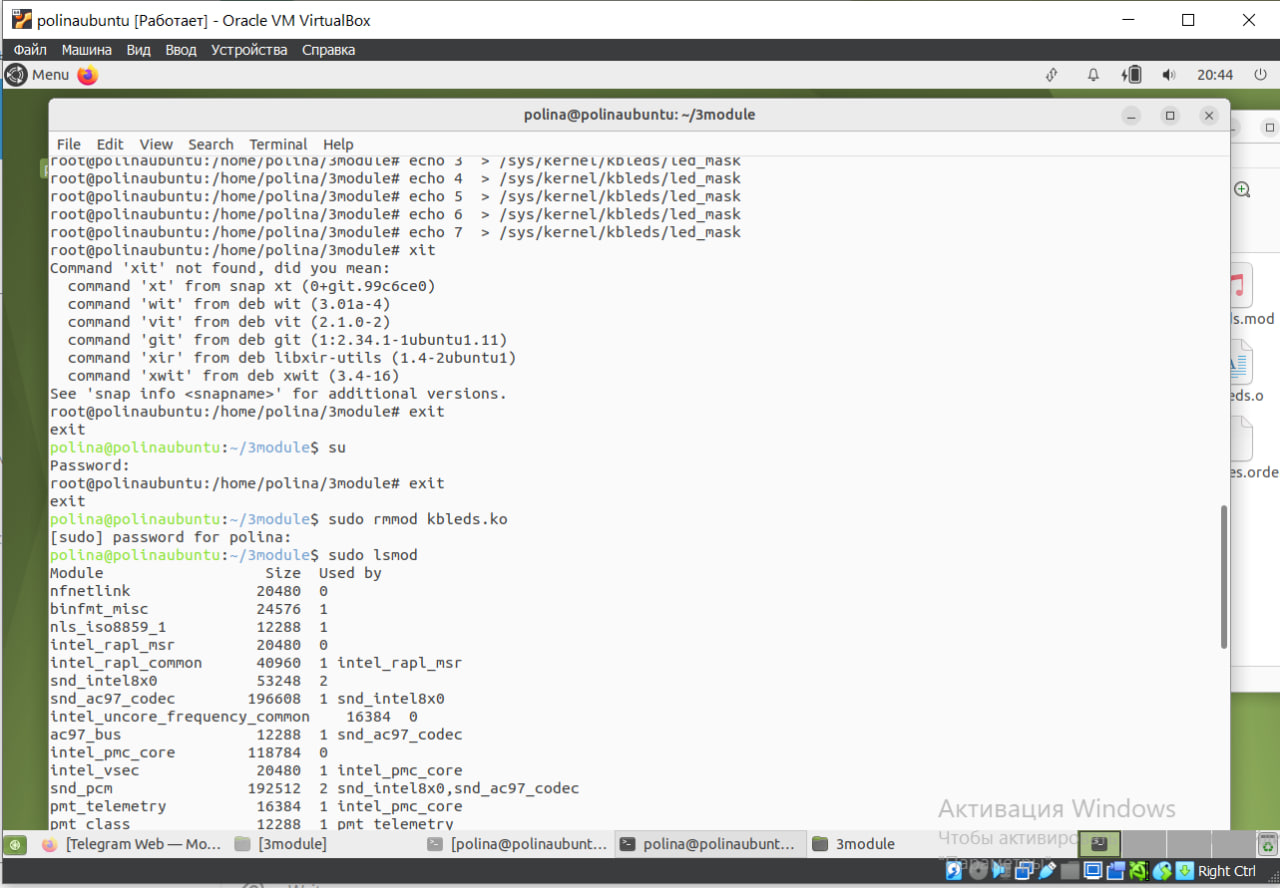 polinaubuntu [Работает] - Oracle VM VirtualBox
Файл Машина Вид Ввод Устройства Справка
Menu 20:44
polina@polinaubuntu: ~/3module
File Edit View Search Terminal Help
root@polinaubuntu:/home/polina/3module# echo 3  > /sys/kernel/kbleds/led_mask
root@polinaubuntu:/home/polina/3module# echo 4  > /sys/kernel/kbleds/led_mask
root@polinaubuntu:/home/polina/3module# echo 5  > /sys/kernel/kbleds/led_mask
root@polinaubuntu:/home/polina/3module# echo 6  > /sys/kernel/kbleds/led_mask
root@polinaubuntu:/home/polina/3module# echo 7  > /sys/kernel/kbleds/led_mask
root@polinaubuntu:/home/polina/3module# xit
Command 'xit' not found, did you mean:
  command 'xt' from snap xt (0+git.99c6ce0)
  command 'wit' from deb wit (3.01a-4)
  command 'vit' from deb vit (2.1.0-2)
  command 'git' from deb git (1:2.34.1-1ubuntu1.11)
  command 'xir' from deb libxir-utils (1.4-2ubuntu1)
  command 'xwit' from deb xwit (3.4-16)
See 'snap info <snapname>' for additional versions.
root@polinaubuntu:/home/polina/3module# exit
exit
polina@polinaubuntu:~/3module$ su
Password:
root@polinaubuntu:/home/polina/3module# exit
exit
polina@polinaubuntu:~/3module$ sudo rmmod kbleds.ko
[sudo] password for polina:
polina@polinaubuntu:~/3module$ sudo lsmod
Module                  Size  Used by
nfnetlink              20480  0
binfmt_misc            24576  1
nls_iso8859_1          12288  1
intel_rapl_msr         20480  0
intel_rapl_common      40960  1 intel_rapl_msr
snd_intel8x0           53248  2
snd_ac97_codec        196608  1 snd_intel8x0
intel_uncore_frequency_common    16384  0
ac97_bus               12288  1 snd_ac97_codec
intel_pmc_core        118784  0
intel_vsec             20480  1 intel_pmc_core
snd_pcm               192512  2 snd_intel8x0,snd_ac97_codec
pmt_telemetry          16384  1 intel_pmc_core
pmt_class              12288  1 pmt_telemetry
s.mod
eds.o
es.orde
Активация Windows
Чтобы активиро
[Telegram Web — Mo... [3module] [polina@polinaubunt... polina@polinaubunt... 3module
Right Ctrl